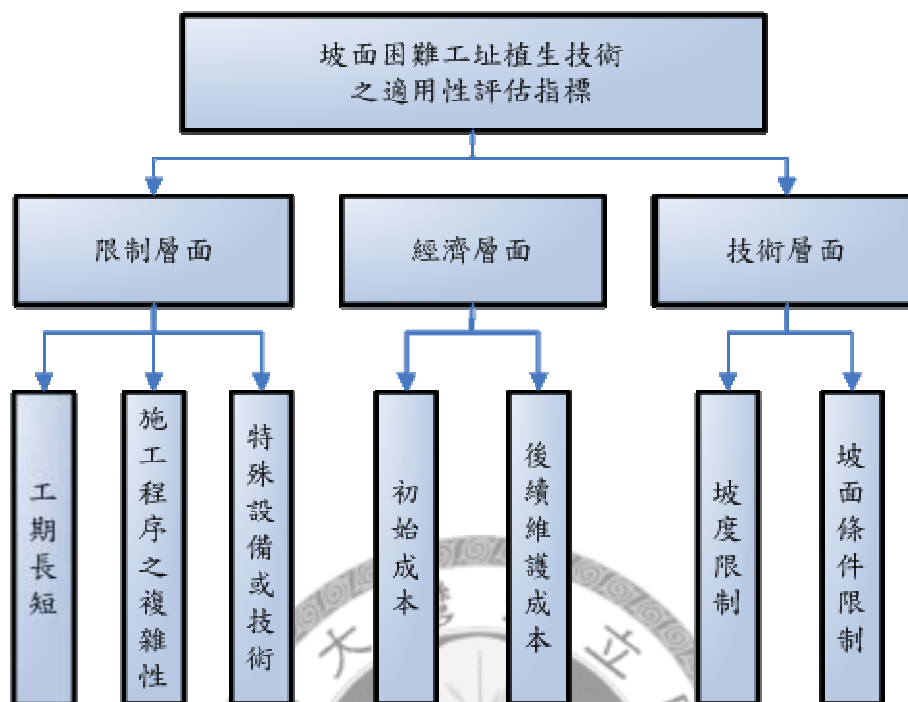 坡面困難工址植生技術
之適用性評估指標
限制層面
經濟層面
技術層面
工期長短
施工程序之複雜性
特殊設備或技術
初始成本
後續維護成本
坡度限制
坡面條件限制
大
灣
立